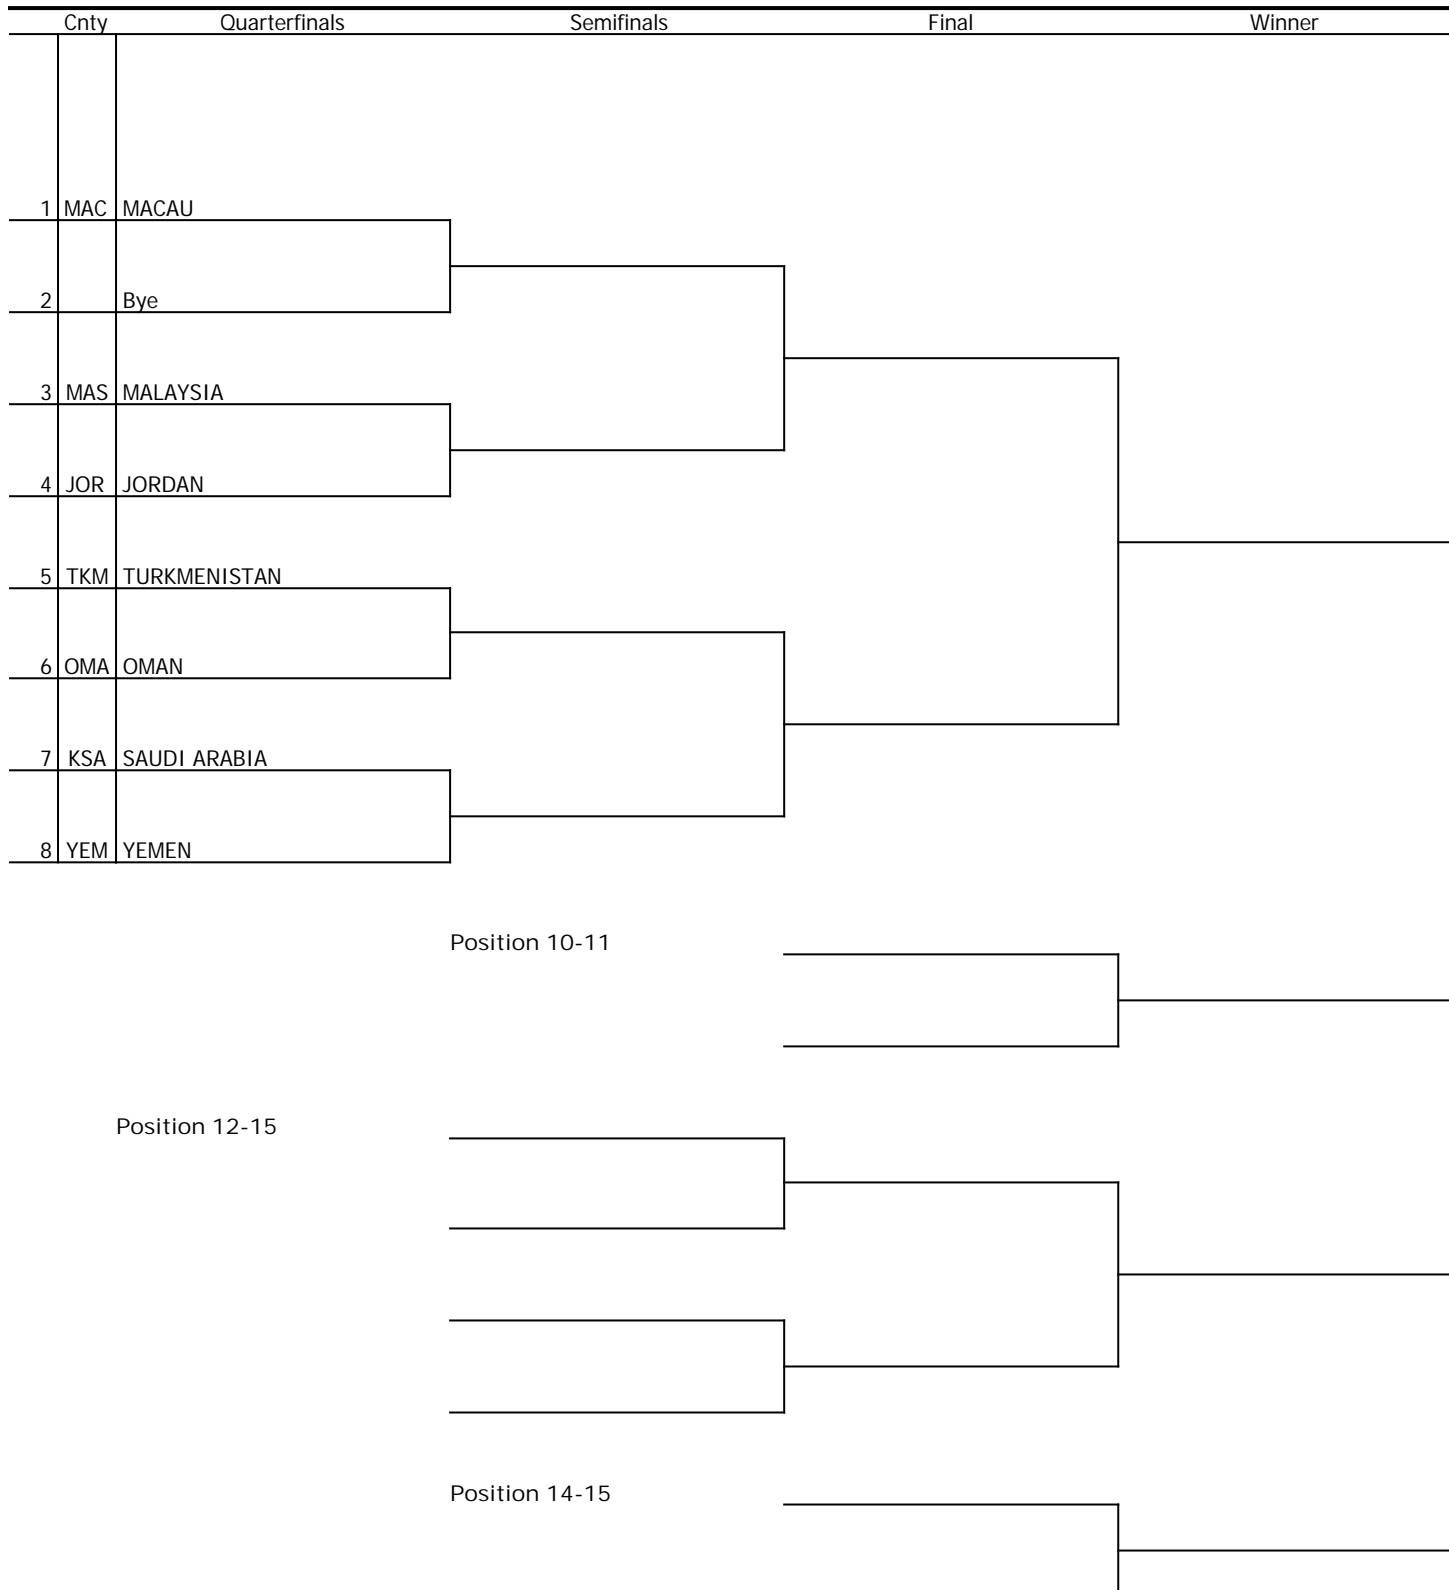 Cnty Quarterfinals Semifinals Final Winner
1 MAC MACAU
2 Bye
3 MAS MALAYSIA
4 JOR JORDAN
5 TKM TURKMENISTAN
6 OMA OMAN
7 KSA SAUDI ARABIA
8 YEM YEMEN
Position 10-11
Position 12-15
Position 14-15